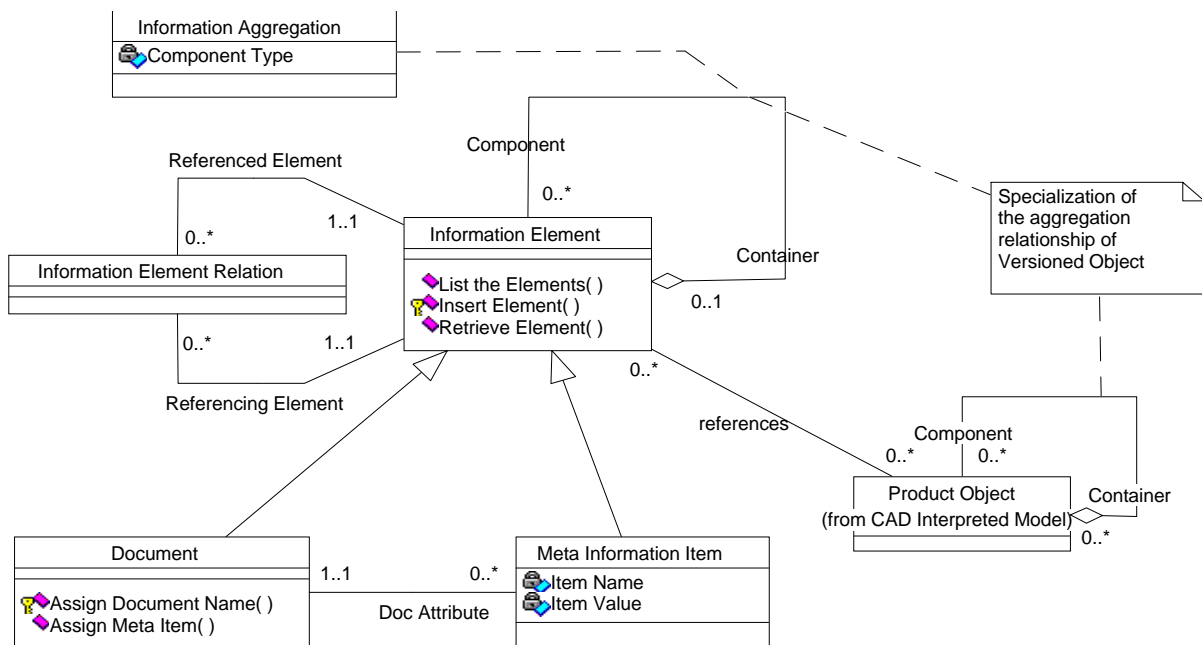 Information Aggregation
Component Type
Component
Referenced Element
0..*
1..1
0..*
Information Element
Information Element Relation
List the Elements( )
Insert Element( )
Retrieve Element( )
Container
0..1
Specialization of
the aggregation
relationship of
Versioned Object
0..*
1..1
Referencing Element
0..*
references
Component
0..*
0..*
Product Object
(from CAD Interpreted Model)
Container
0..*
Document
Assign Document Name( )
Assign Meta Item( )
1..1
0..*
Doc Attribute
Meta Information Item
Item Name
Item Value